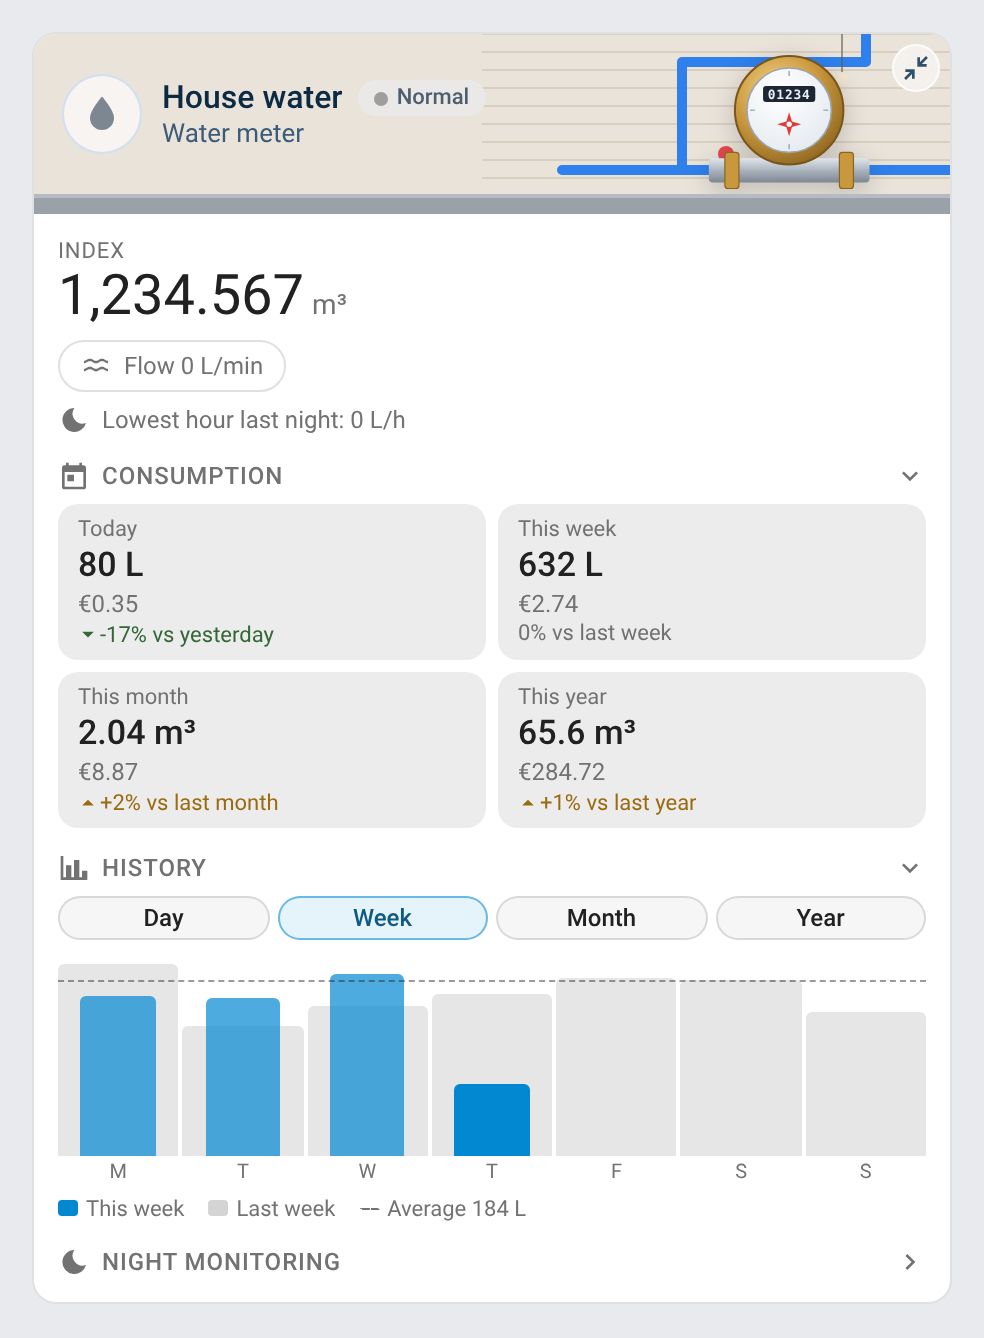 House water
Normal
Water meter
01234
INDEX
1,234.567 m³
Flow 0 L/min
Lowest hour last night: 0 L/h
CONSUMPTION
Today
80 L
€0.35
-17% vs yesterday
This week
632 L
€2.74
0% vs last week
This month
2.04 m³
€8.87
+2% vs last month
This year
65.6 m³
€284.72
+1% vs last year
HISTORY
Day Week Month Year
M T W T F S S
This week Last week Average 184 L
NIGHT MONITORING